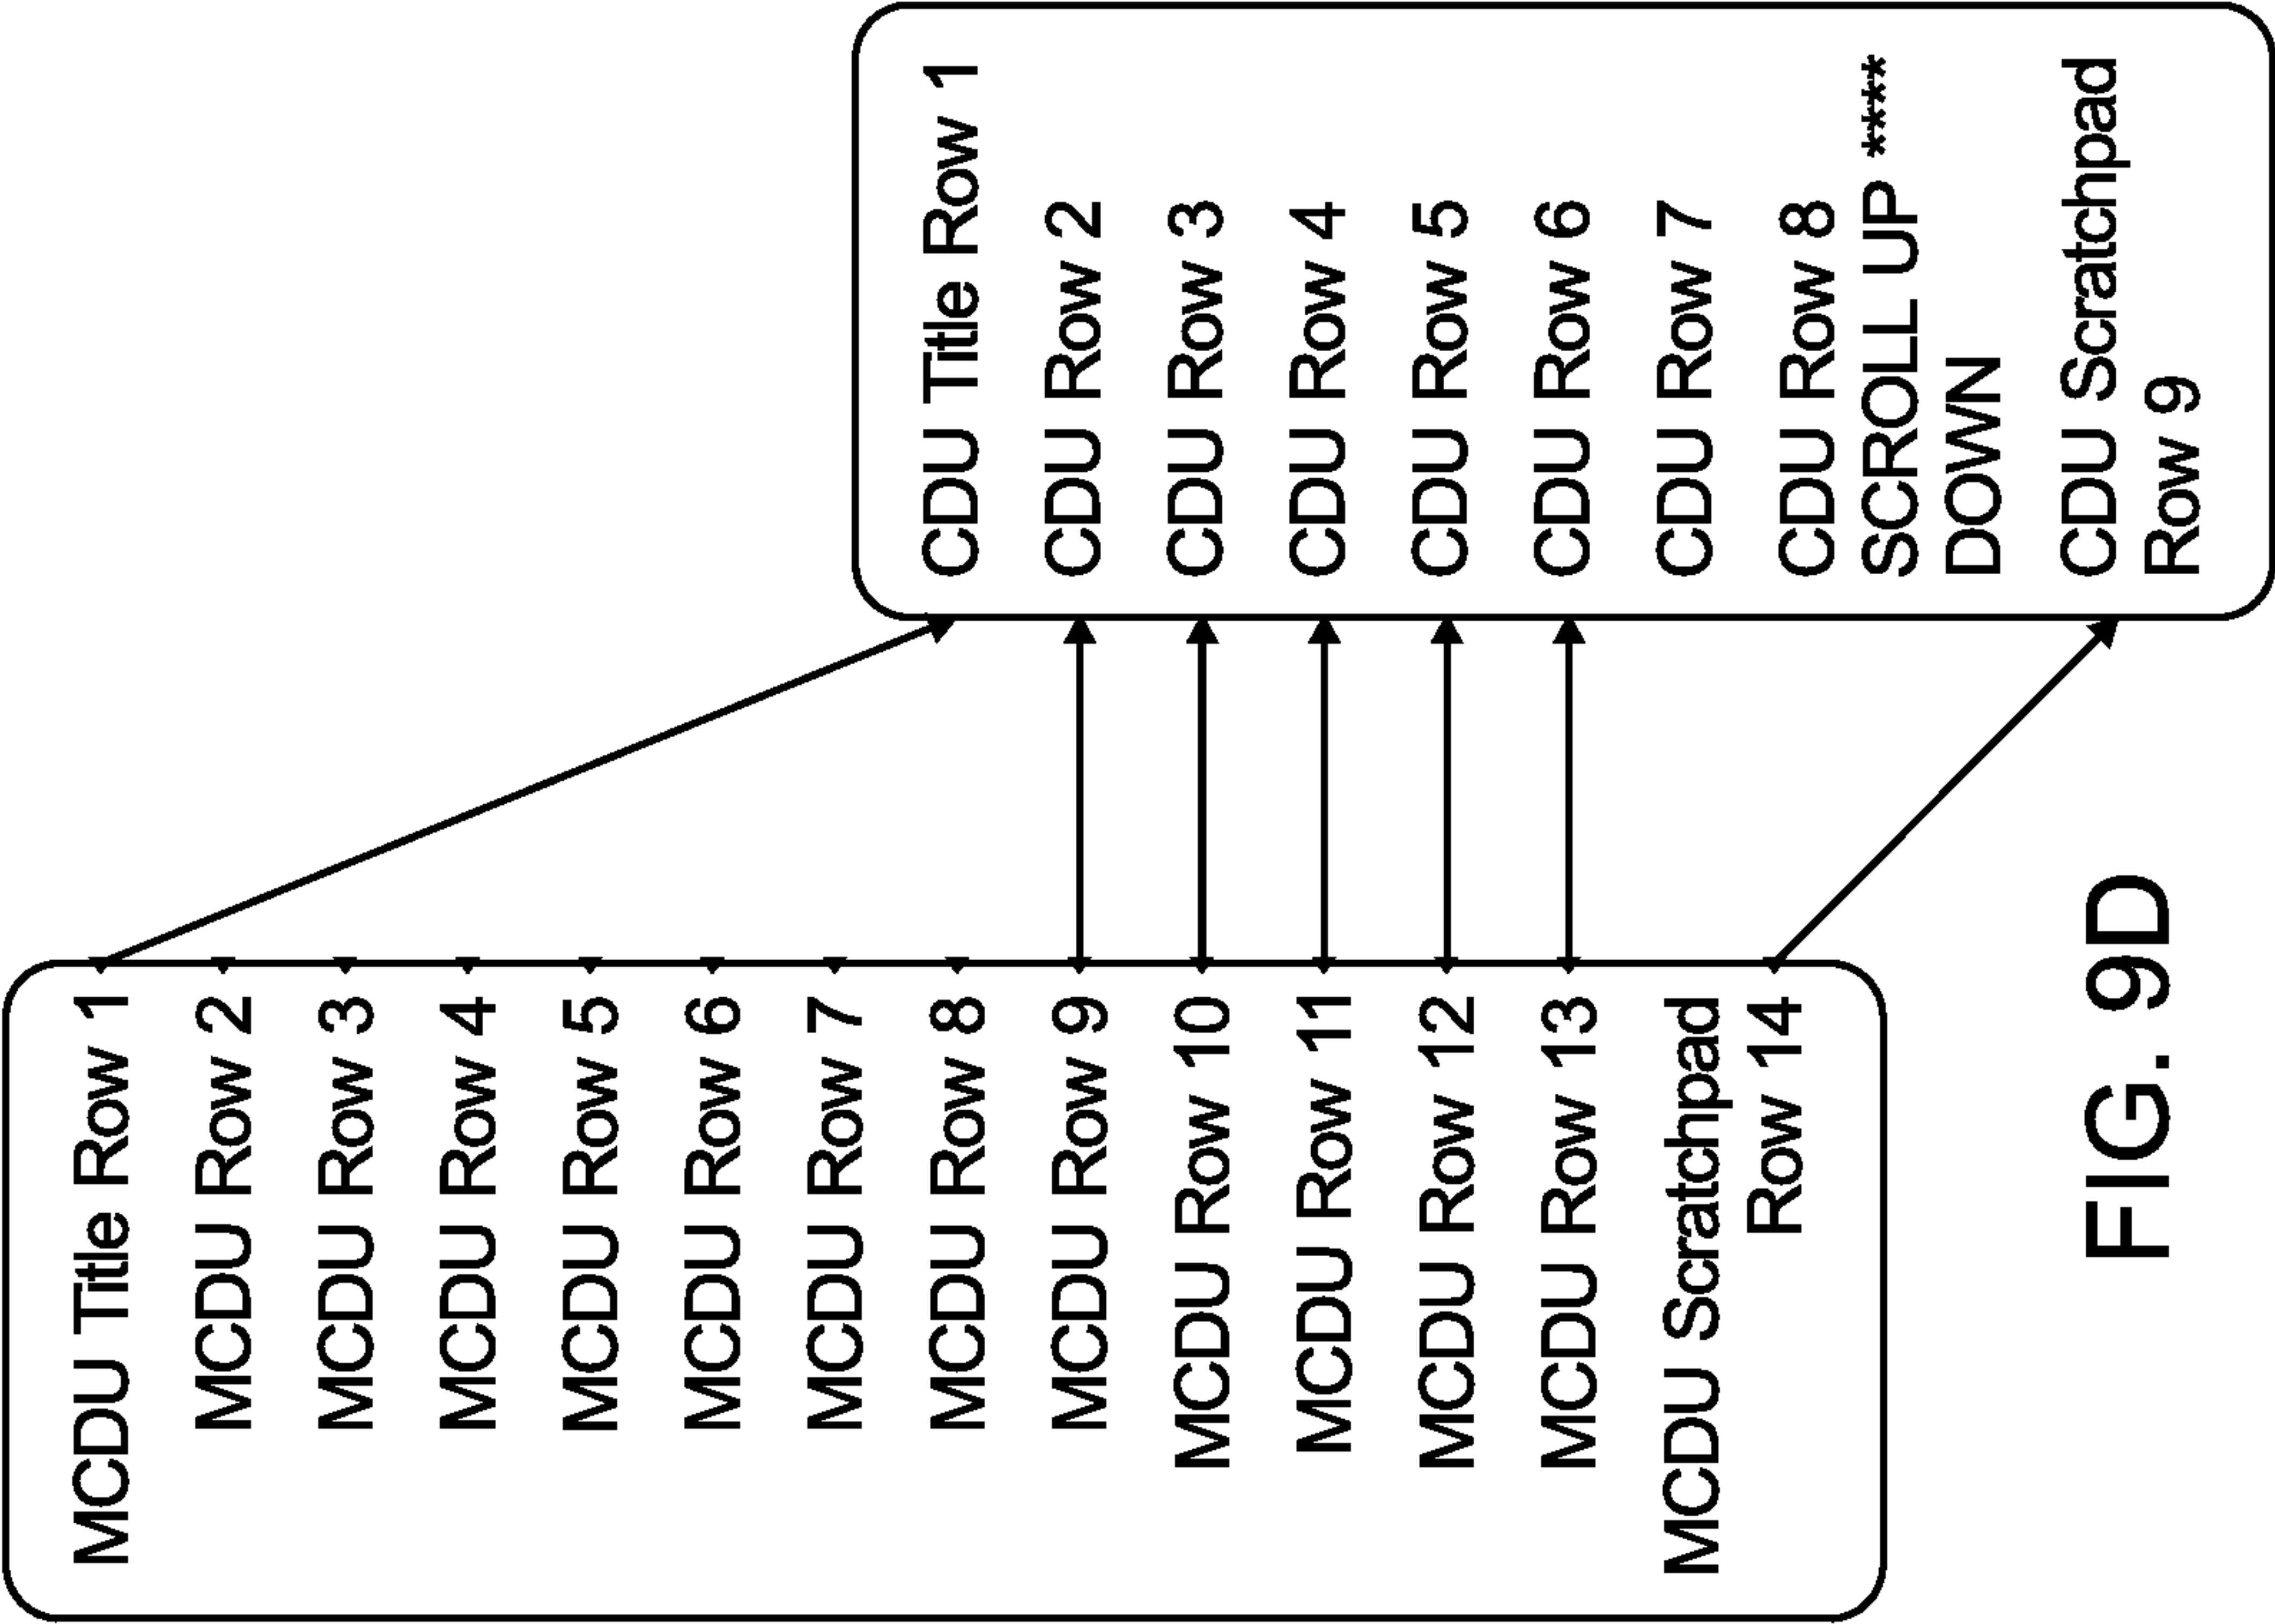 MCDU Title Row 1
MCDU Row 2
MCDU Row 3
MCDU Row 4
MCDU Row 5
MCDU Row 6
MCDU Row 7
MCDU Row 8
MCDU Row 9
MCDU Row 10
MCDU Row 11
MCDU Row 12
MCDU Row 13
MCDU Scratchpad
Row 14
CDU Title Row 1
CDU Row 2
CDU Row 3
CDU Row 4
CDU Row 5
CDU Row 6
CDU Row 7
CDU Row 8
SCROLL UP *****
DOWN
CDU Scratchpad
Row 9
FIG. 9D